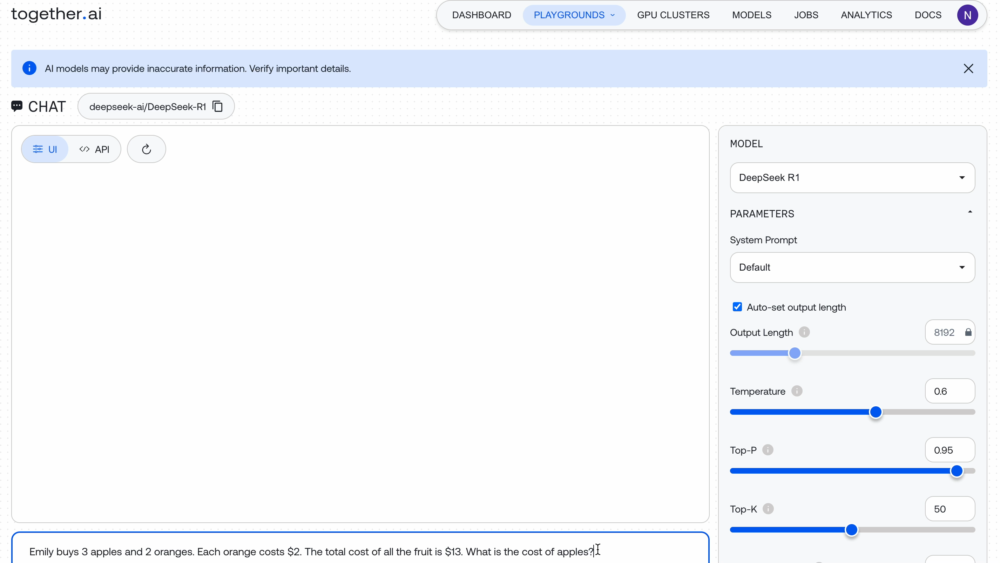 together.ai
DASHBOARD PLAYGROUNDS GPU CLUSTERS MODELS JOBS ANALYTICS DOCS N
AI models may provide inaccurate information. Verify important details.
CHAT deepseek-ai/DeepSeek-R1
UI </> API
MODEL
DeepSeek R1
PARAMETERS
System Prompt
Default
Auto-set output length
Output Length 8192
Temperature 0.6
Top-P 0.95
Top-K 50
Emily buys 3 apples and 2 oranges. Each orange costs $2. The total cost of all the fruit is $13. What is the cost of apples?